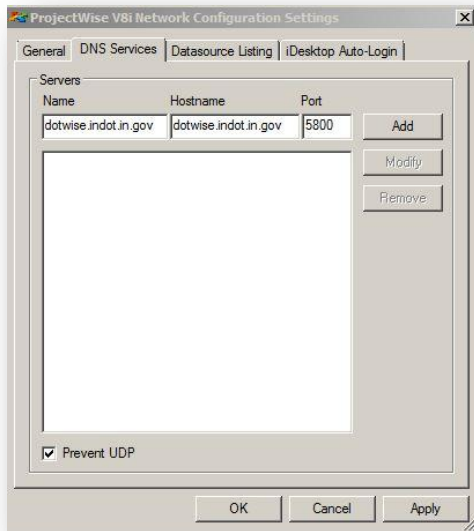 ProjectWise V8i Network Configuration Settings
General DNS Services Datasource Listing iDesktop Auto-Login
Servers
Name Hostname Port
dotwise.indot.in.gov dotwise.indot.in.gov 5800 Add
Modify
Remove
Prevent UDP
OK Cancel Apply